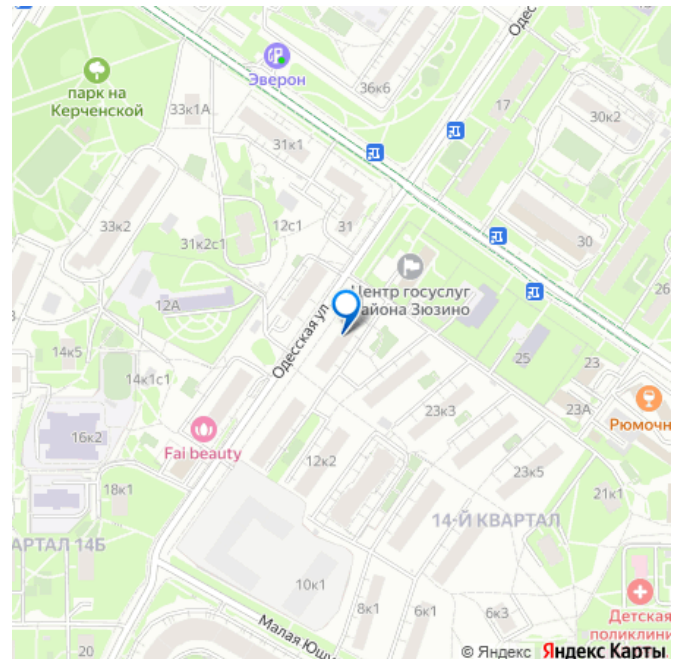 Одес
Эверон
36к6
парк на
Керченской
33к1А
17
30к2
31к1
33к2
12с1
31
30
31к2с1
26
Центр госуслуг
района Зюзино
12А
Одесская ул
14к5
25
23
14к1с1
23к3
23А
Рюмочн
16к2
Fai beauty
12к2
23к5
18к1
21к1
14-Й КВАРТАЛ
АРТАЛ 14Б
10к1
8к1
6к1
6к3
Детская
поликлини
Малая Юшу
20
© Яндекс Яндекс Карты